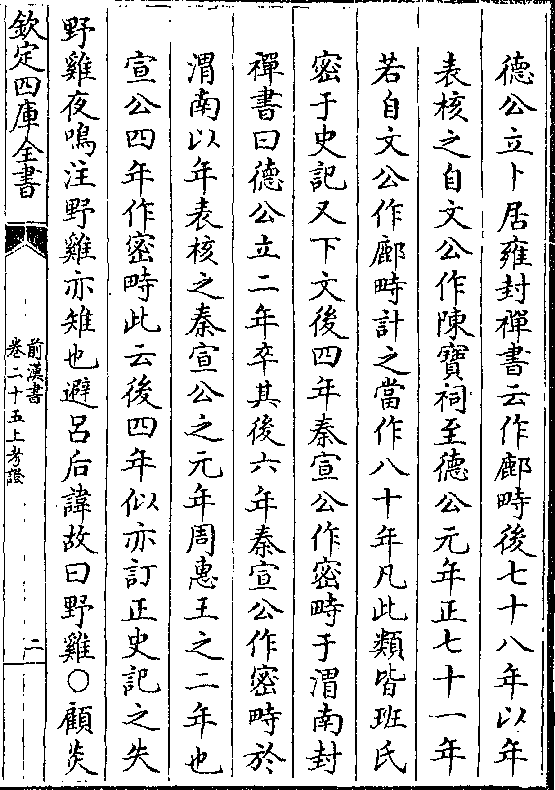 德公立卜居雍封禪書云作鄜畤後七十八年以年
表核之自文公作陳寶祠至德公元年正七十一年
若自文公作鄜畤計之當作八十年凡此類皆班氏
密于史記又下文後四年秦宣公作密畤于渭南封
禪書曰德公立二年卒其後六年秦宣公作密畤於
渭南以年表核之秦宣公之元年周惠王之二年也
宣公四年作密畤此云後四年似亦訂正史記之失
野雞夜鳴注野雞亦雉也避呂后諱故曰野雞○顧炎
欽定四庫全書
前漢書
卷二十五上考證
二